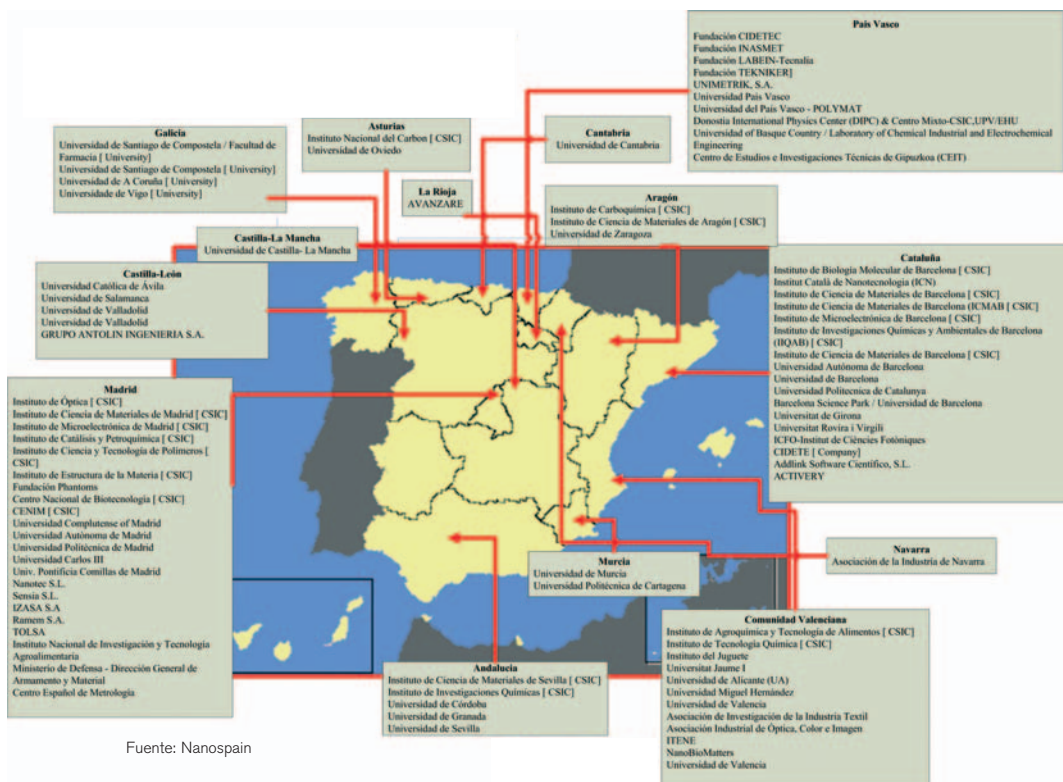 País Vasco
Fundación CIDETEC
Fundación INASMET
Fundación LABEIN-Tecnalia
Fundación TEKNIKER]
UNIMETRIK, S.A.
Universidad País Vasco
Universidad del País Vasco - POLYMAT
Donostia International Physics Center (DIPC) & Centro Mixto-CSIC,UPV/EHU
University of Basque Country / Laboratory of Chemical Industrial and Electrochemical
Engineering
Centro de Estudios e Investigaciones Técnicas de Gipuzkoa (CEIT)
Asturias
Instituto Nacional del Carbon [ CSIC]
Universidad de Oviedo
Cantabria
Universidad de Cantabria
Galicia
Universidad de Santiago de Compostela / Facultad de
Farmacia [ University]
Universidad de Santiago de Compostela [ University]
Universidad de A Coruña [ University]
Universidade de Vigo [ University]
La Rioja
AVANZARE
Aragón
Instituto de Carboquímica [ CSIC]
Instituto de Ciencia de Materiales de Aragón [ CSIC]
Universidad de Zaragoza
Castilla-La Mancha
Universidad de Castilla- La Mancha
Castilla-León
Universidad Católica de Ávila
Universidad de Salamanca
Universidad de Valladolid
Universidad de Valladolid
GRUPO ANTOLIN INGENIERIA S.A.
Cataluña
Instituto de Biología Molecular de Barcelona [ CSIC]
Institut Català de Nanotecnología (ICN)
Instituto de Ciencia de Materiales de Barcelona [ CSIC]
Instituto de Ciencia de Materiales de Barcelona (ICMAB [ CSIC]
Instituto de Microelectrónica de Barcelona [ CSIC]
Instituto de Investigaciones Químicas y Ambientales de Barcelona
(IIQAB) [ CSIC]
Instituto de Ciencia de Materiales de Barcelona [ CSIC]
Universidad Autónoma de Barcelona
Universidad de Barcelona
Universidad Politecnica de Catalunya
Barcelona Science Park / Universidad de Barcelona
Universitat de Girona
Universitat Rovira i Virgili
ICFO-Institut de Ciències Fotòniques
CIDETE [ Company]
Addlink Software Científico, S.L.
ACTIVERY
Madrid
Instituto de Óptica [ CSIC]
Instituto de Ciencia de Materiales de Madrid [ CSIC]
Instituto de Microelectrónica de Madrid [ CSIC]
Instituto de Catálisis y Petroquímica [ CSIC]
Instituto de Ciencia y Tecnología de Polímeros [
CSIC]
Instituto de Estructura de la Materia [ CSIC]
Fundación Phantoms
Centro Nacional de Biotecnología [ CSIC]
CENIM [ CSIC]
Universidad Complutense of Madrid
Universidad Autónoma de Madrid
Universidad Politécnica de Madrid
Universidad Carlos III
Univ. Pontificia Comillas de Madrid
Nanotec S.L.
Sensia S.L.
IZASA S.A
Ramem S.A.
TOLSA
Instituto Nacional de Investigación y Tecnología
Agroalimentaria
Ministerio de Defensa - Dirección General de
Armamento y Material
Centro Español de Metrología
Navarra
Asociación de la Industria de Navarra
Murcia
Universidad de Murcia
Universidad Politécnica de Cartagena
Comunidad Valenciana
Instituto de Agroquímica y Tecnología de Alimentos [ CSIC]
Instituto de Tecnología Química [ CSIC]
Instituto del Juguete
Universitat Jaume I
Universidad de Alicante (UA)
Universidad Miguel Hernández
Universidad de Valencia
Asociación de Investigación de la Industria Textil
Asociación Industrial de Óptica, Color e Imagen
ITENE
NanoBioMatters
Universidad de Valencia
Andalucía
Instituto de Ciencia de Materiales de Sevilla [ CSIC]
Instituto de Investigaciones Químicas [ CSIC]
Universidad de Córdoba
Universidad de Granada
Universidad de Sevilla
Fuente: Nanospain